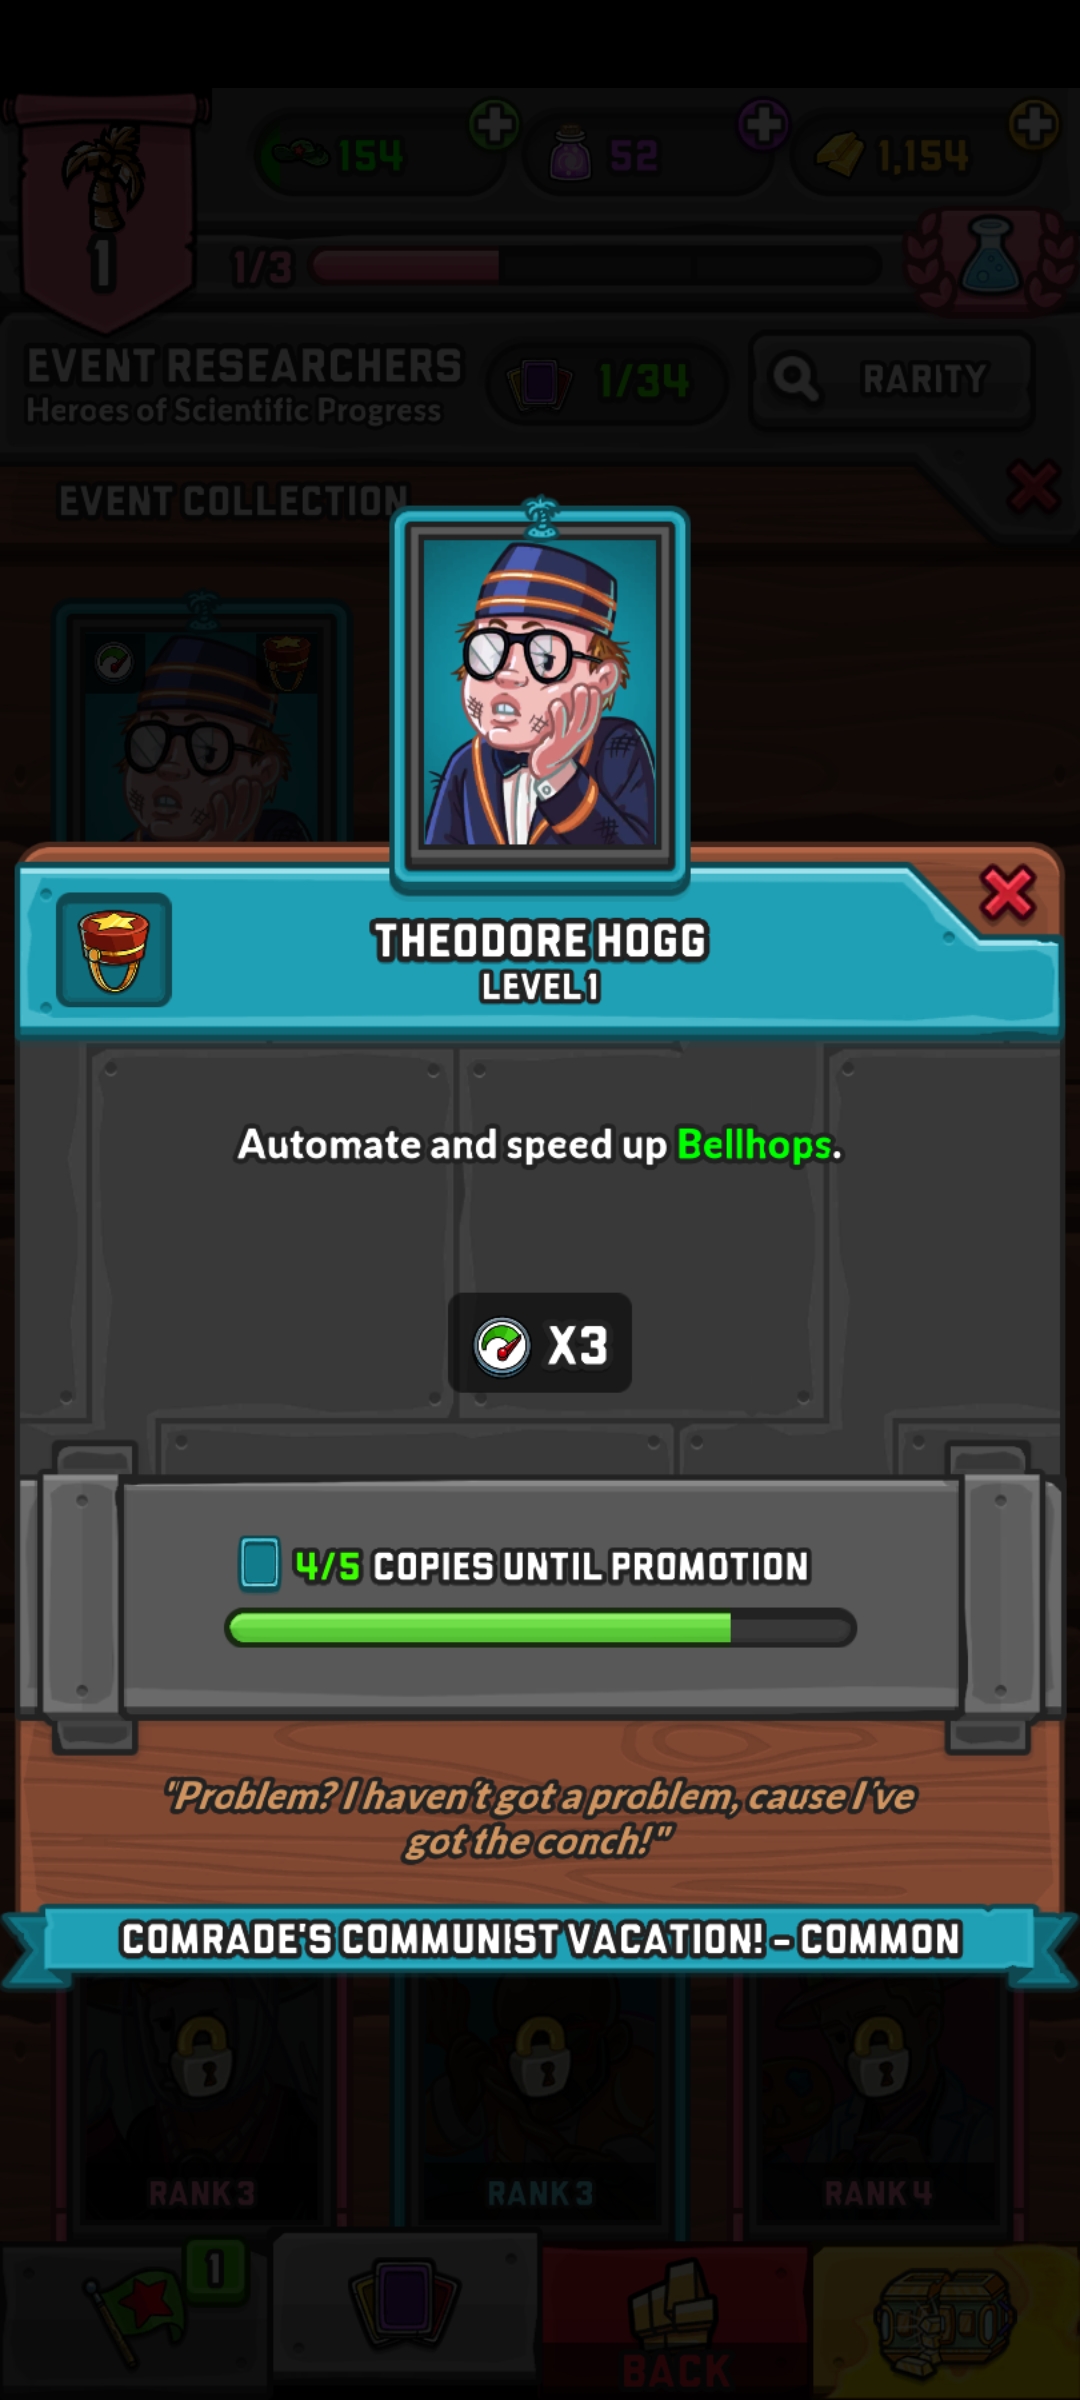 154
52
1,154
1
1/3
EVENT RESEARCHERS
Heroes of Scientific Progress
1/34
RARITY
EVENT COLLECTION
THEODORE HOGG
LEVEL 1
Automate and speed up Bellhops.
X3
4/5 COPIES UNTIL PROMOTION
"Problem? I haven't got a problem, cause I've
got the conch!"
COMRADE'S COMMUNIST VACATION! - COMMON
RANK 3
RANK 3
RANK 4
1
BACK